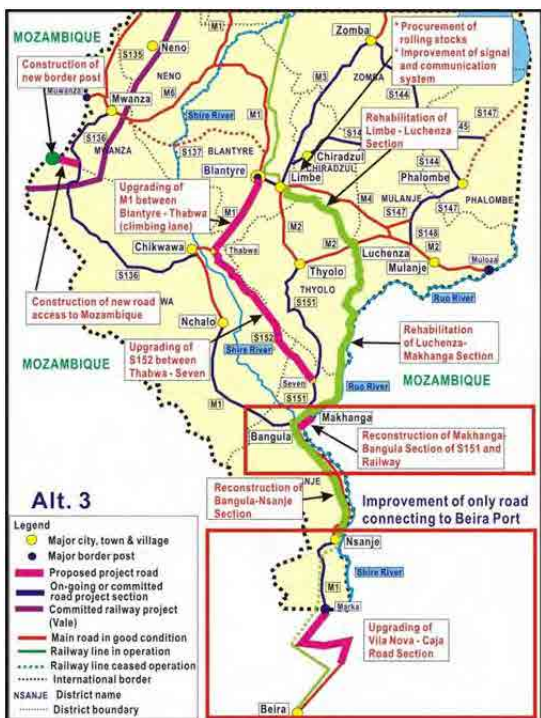 MOZAMBIQUE
Neno
S135
NENO
M1
M6
Construction of
new border post
Mwanza
Shire River
Zomba
* Procurement of
rolling stocks
* Improvement of signal
and communication
system
M3
ZOMBA
S144
S147
Rehabilitation of
Limbe - Luchenza
Section
M1
S136
MWANZA
S137
BLANTYRE
Chiradzul
CHIRADZUL
S144
Phalombe
Blantyre
Limbe
MULANJE
S147
S147
PHALOMBE
Upgrading of
M1 between
Blantyre - Thabwa
(climbing lane)
M1
M4
S148
M2
M2
M2
Luchenza
Mulanje
Muloza
Chikwawa
Thabwa
Thyolo
THYOLO
S151
S136
Ruo River
Construction of new road
access to Mozambique
Nchalo
S152
Shire River
Rehabilitation
of Luchenza-
Makhanga Section
MOZAMBIQUE
Upgrading of
S152 between
Thabwa - Seven
Seven
S151
Ruo River
MOZAMBIQUE
M1
Makhanga
Bangula
Reconstruction of Makhanga-
Bangula Section of S151 and
Railway
Reconstruction of
Bangula-Nsanje
Section
Alt. 3
Improvement of only road
connecting to Beira Port
Nsanje
Shire River
M1
Marka
Upgrading of
Vila Nova - Caja
Road Section
Beira
Legend
Major city, town & village
Major border post
Proposed project road
On-going or committed
road project section
Committed railway project
(Vale)
Main road in good condition
Railway line in operation
Railway line ceased operation
International border
NSANJE District name
District boundary